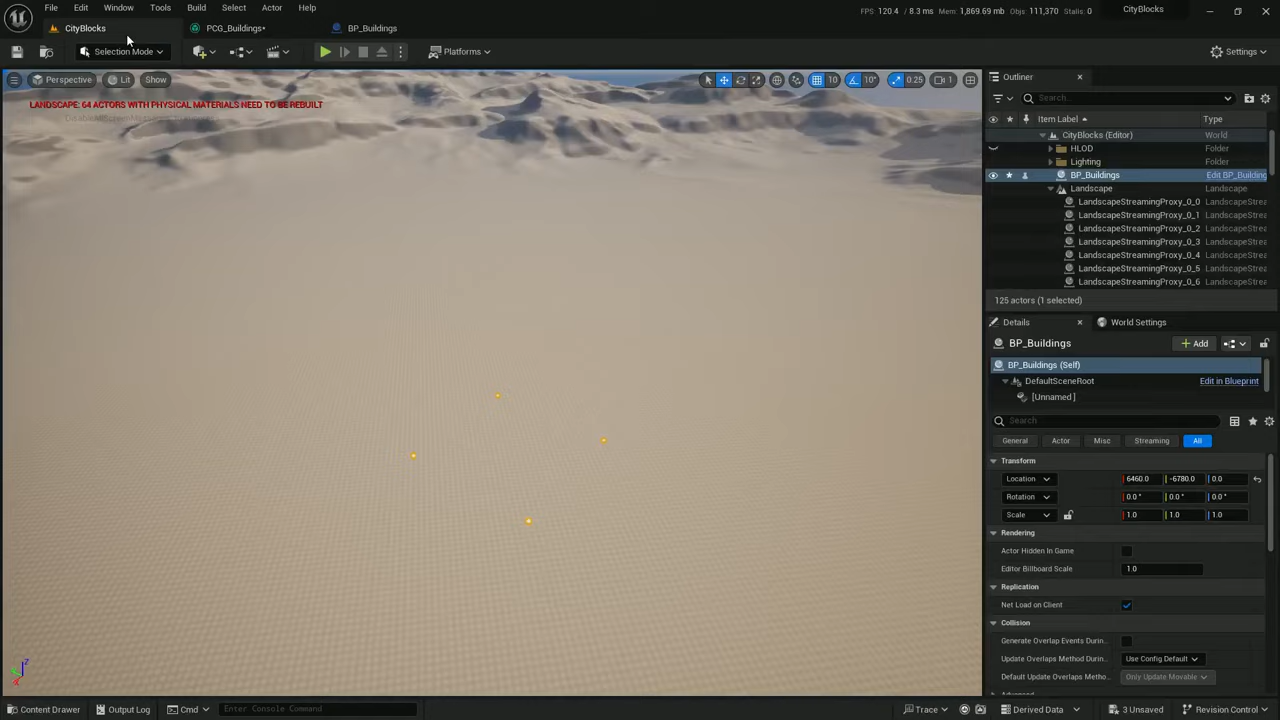 File Edit Window Tools Build Select Actor Help
FPS: 120.4 / 8.3 ms Mem: 1,869.69 mb Objs: 111,370 Stalls: 0
CityBlocks
CityBlocks
PCG_Buildings*
BP_Buildings
Selection Mode
Platforms
Settings
Perspective
Lit
Show
10
10°
0.25
1
LANDSCAPE: 64 ACTORS WITH PHYSICAL MATERIALS NEED TO BE REBUILT
Outliner
Search...
Item Label
Type
CityBlocks (Editor) World
HLOD Folder
Lighting Folder
BP_Buildings Edit BP_Building
Landscape Landscape
LandscapeStreamingProxy_0_0 LandscapeStrea
LandscapeStreamingProxy_0_1 LandscapeStrea
LandscapeStreamingProxy_0_2 LandscapeStrea
LandscapeStreamingProxy_0_3 LandscapeStrea
LandscapeStreamingProxy_0_4 LandscapeStrea
LandscapeStreamingProxy_0_5 LandscapeStrea
LandscapeStreamingProxy_0_6 LandscapeStrea
125 actors (1 selected)
Details
World Settings
BP_Buildings
Add
BP_Buildings (Self)
DefaultSceneRoot Edit in Blueprint
[Unnamed ]
Search
General Actor Misc Streaming All
Transform
Location 6460.0 -6780.0 0.0
Rotation 0.0 ° 0.0 ° 0.0 °
Scale 1.0 1.0 1.0
Rendering
Actor Hidden In Game
Editor Billboard Scale 1.0
Replication
Net Load on Client
Collision
Generate Overlap Events Durin
Update Overlaps Method Durin Use Config Default
Default Update Overlaps Metho Only Update Movable
Advanced
Content Drawer
Output Log
Cmd
Enter Console Command
Trace
Derived Data
3 Unsaved
Revision Control